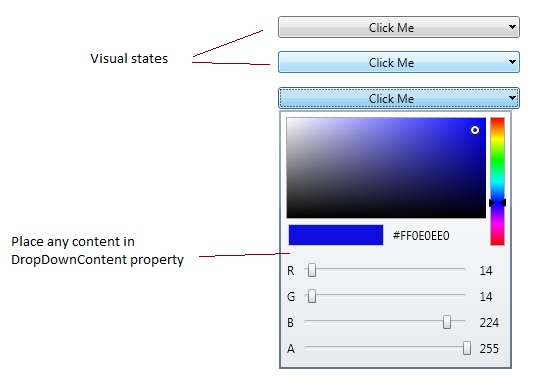 Click Me
Visual states
Click Me
Click Me
#FF0E0EE0
Place any content in
DropDownContent property
R 14
G 14
B 224
A 255